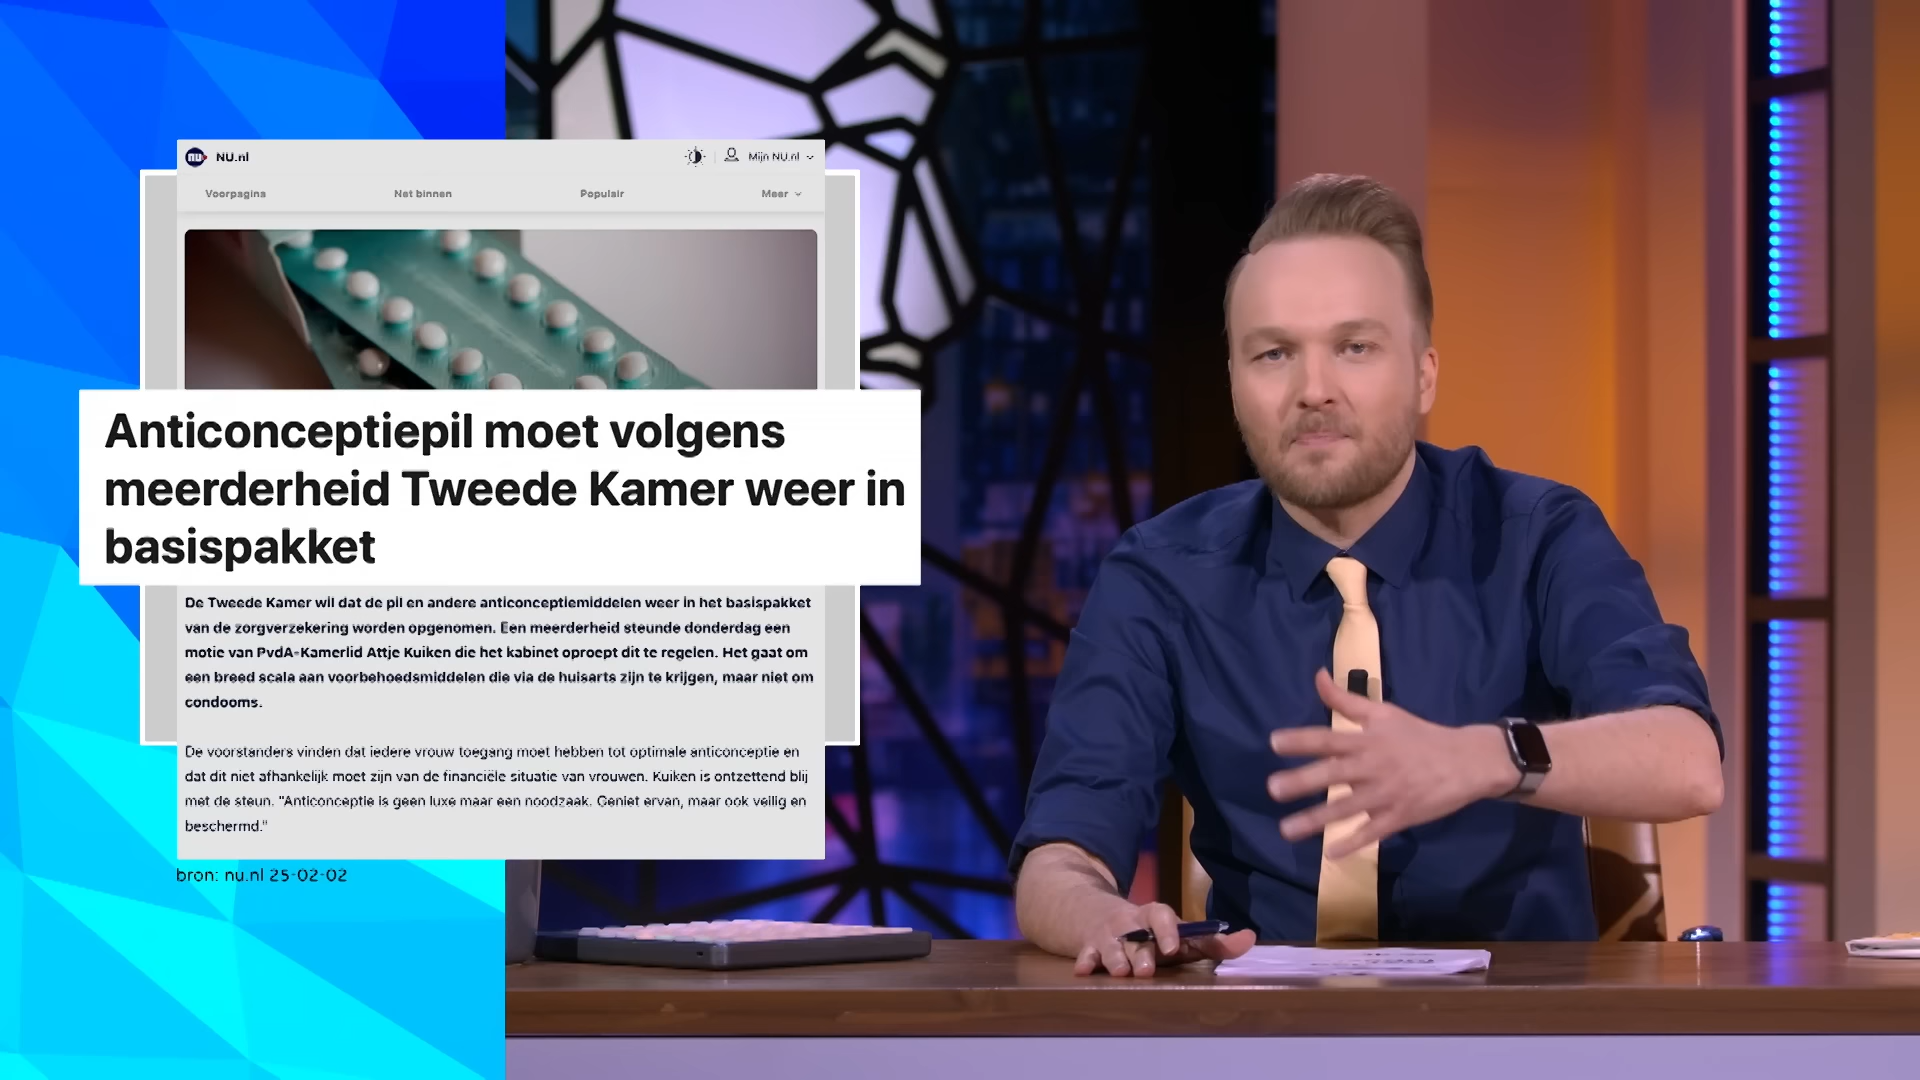 nu NU.nl Mijn NU.nl
Voorpagina Net binnen Populair Meer
Anticonceptiepil moet volgens
meerderheid Tweede Kamer weer in
basispakket
De Tweede Kamer wil dat de pil en andere anticonceptiemiddelen weer in het basispakket
van de zorgverzekering worden opgenomen. Een meerderheid steunde donderdag een
motie van PvdA-Kamerlid Attje Kuiken die het kabinet oproept dit te regelen. Het gaat om
een breed scala aan voorbehoedsmiddelen die via de huisarts zijn te krijgen, maar niet om
condooms.
De voorstanders vinden dat iedere vrouw toegang moet hebben tot optimale anticonceptie en
dat dit niet afhankelijk moet zijn van de financiële situatie van vrouwen. Kuiken is ontzettend blij
met de steun. "Anticonceptie is geen luxe maar een noodzaak. Geniet ervan, maar ook veilig en
beschermd."
bron: nu.nl 25-02-02